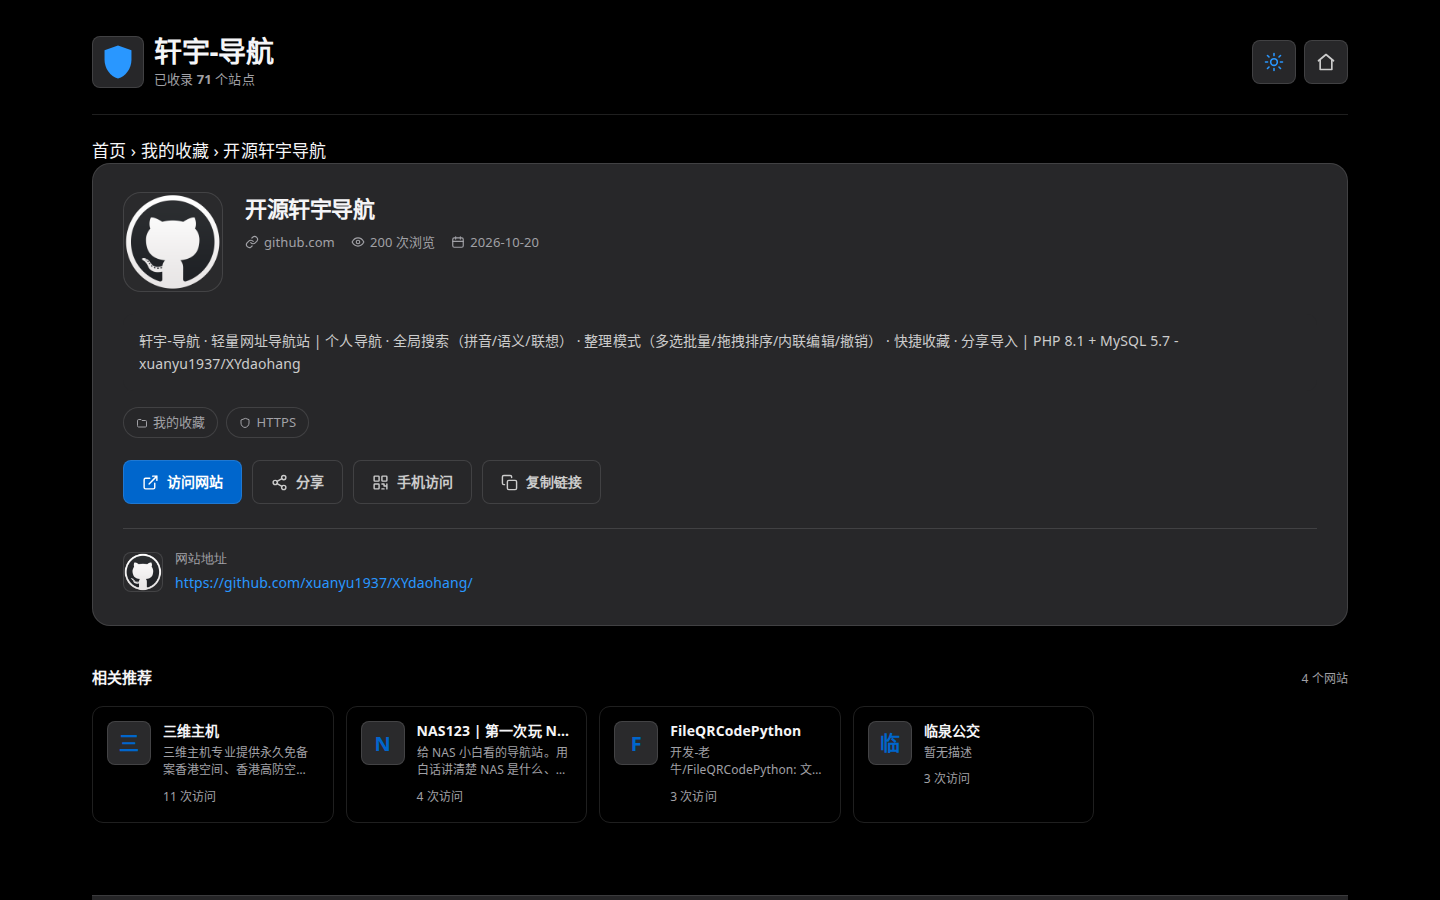 轩宇-导航
已收录 71 个站点
首页 › 我的收藏 › 开源轩宇导航
开源轩宇导航
github.com 200 次浏览 2026-10-20
轩宇-导航 · 轻量网址导航站 | 个人导航 · 全局搜索（拼音/语义/联想） · 整理模式（多选批量/拖拽排序/内联编辑/撤销） · 快捷收藏 · 分享导入 | PHP 8.1 + MySQL 5.7 -
xuanyu1937/XYdaohang
我的收藏 HTTPS
访问网站 分享 手机访问 复制链接
网站地址
https://github.com/xuanyu1937/XYdaohang/
相关推荐 4 个网站
三
三维主机
三维主机专业提供永久免备
案香港空间、香港高防空...
11 次访问
N
NAS123 | 第一次玩 N...
给 NAS 小白看的导航站。用
白话讲清楚 NAS 是什么、...
4 次访问
F
FileQRCodePython
开发-老
牛/FileQRCodePython: 文...
3 次访问
临
临泉公交
暂无描述
3 次访问